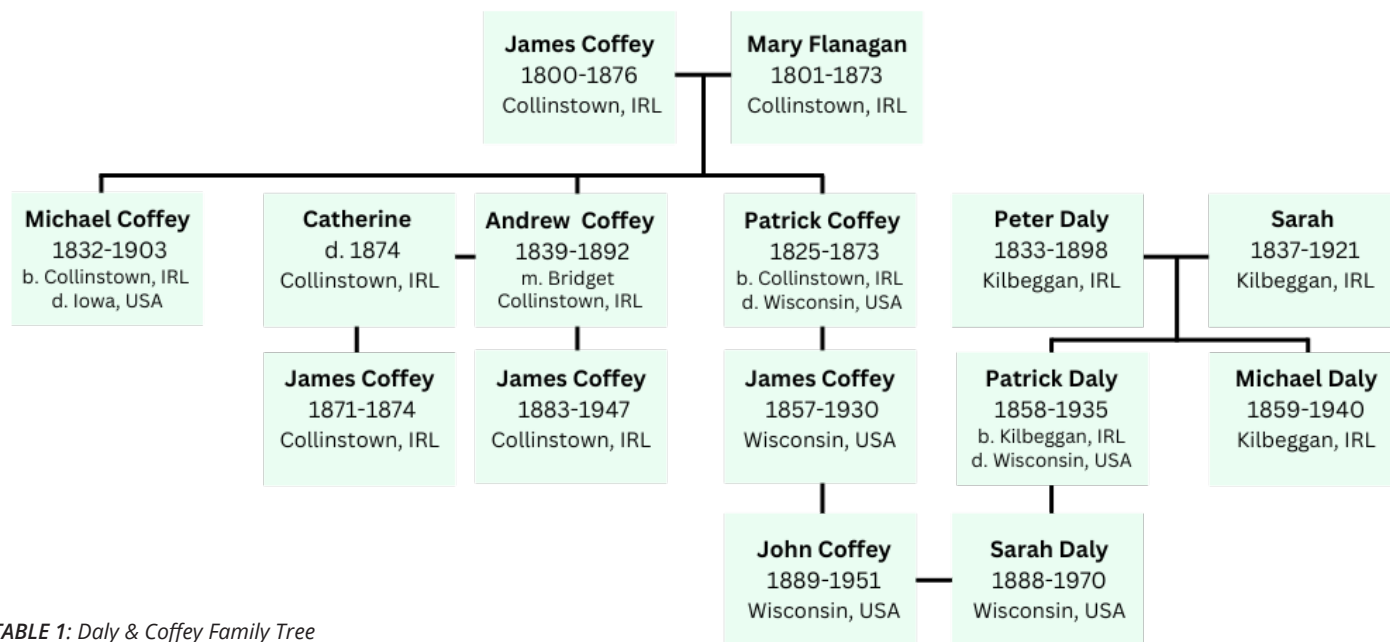 James Coffey
1800-1876
Collinstown, IRL
Mary Flanagan
1801-1873
Collinstown, IRL
Michael Coffey
1832-1903
b. Collinstown, IRL
d. Iowa, USA
Catherine
d. 1874
Collinstown, IRL
Andrew Coffey
1839-1892
m. Bridget
Collinstown, IRL
Patrick Coffey
1825-1873
b. Collinstown, IRL
d. Wisconsin, USA
Peter Daly
1833-1898
Kilbeggan, IRL
Sarah
1837-1921
Kilbeggan, IRL
James Coffey
1871-1874
Collinstown, IRL
James Coffey
1883-1947
Collinstown, IRL
James Coffey
1857-1930
Wisconsin, USA
Patrick Daly
1858-1935
b. Kilbeggan, IRL
d. Wisconsin, USA
Michael Daly
1859-1940
Kilbeggan, IRL
John Coffey
1889-1951
Wisconsin, USA
Sarah Daly
1888-1970
Wisconsin, USA
TABLE 1: Daly & Coffey Family Tree